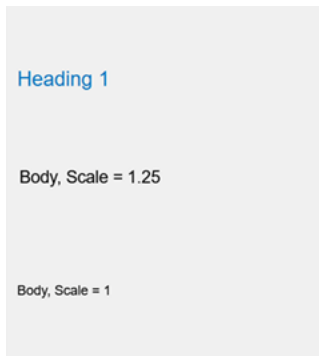 Heading 1
Body, Scale = 1.25
Body, Scale = 1